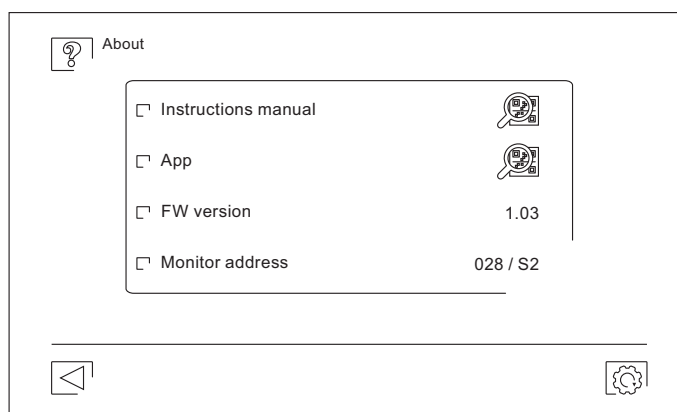 ?
About
Instructions manual
App
FW version 1.03
Monitor address 028 / S2